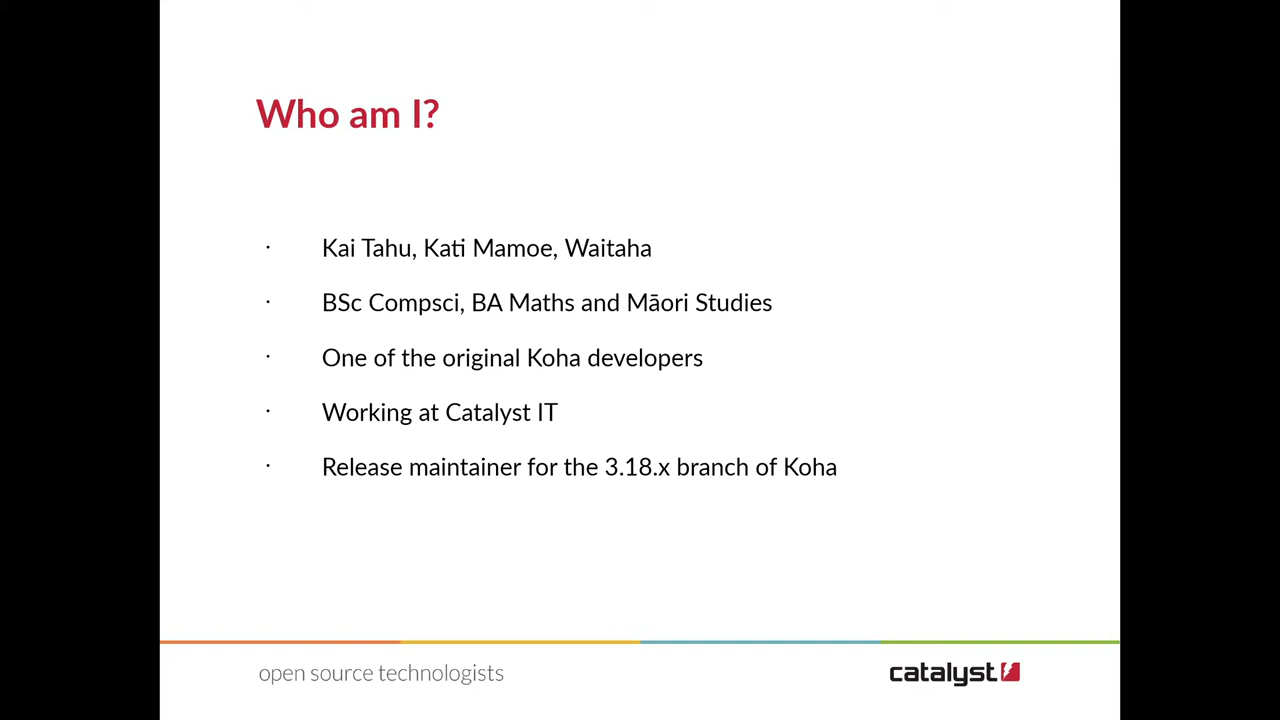 Who am I?
· Kai Tahu, Kati Mamoe, Waitaha
· BSc Compsci, BA Maths and Māori Studies
· One of the original Koha developers
· Working at Catalyst IT
· Release maintainer for the 3.18.x branch of Koha
open source technologists
catalyst